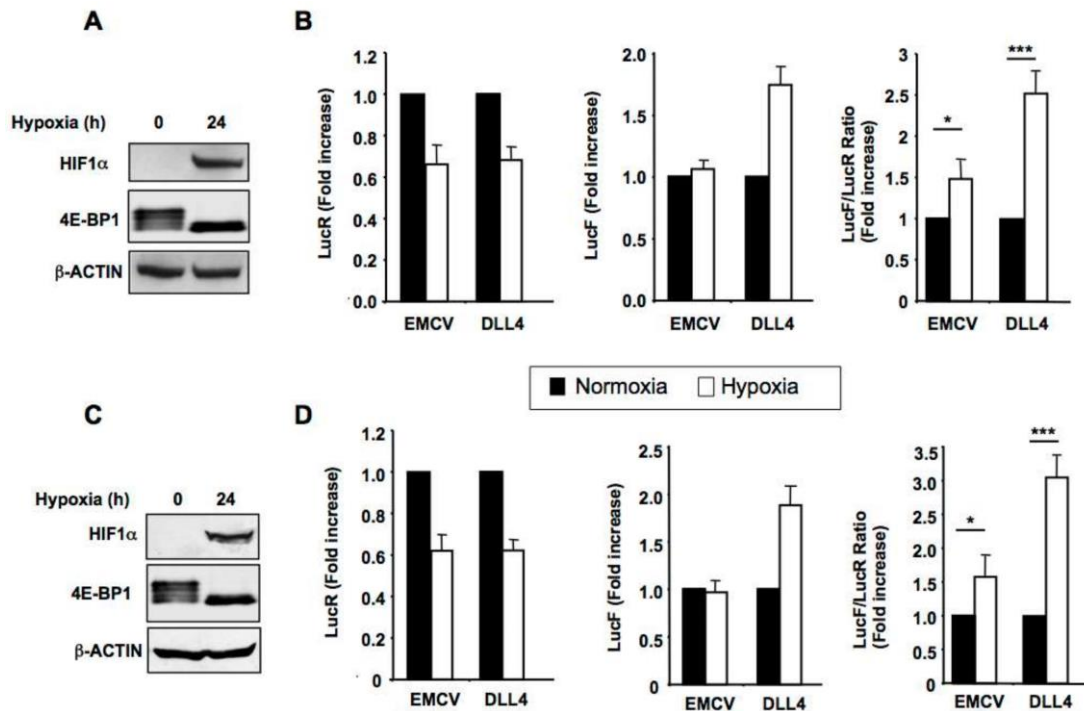 A
Hypoxia (h) 0 24
HIF1α
4E-BP1
β-ACTIN
B
LucR (Fold increase)
1.2
1.0
0.8
0.6
0.4
0.2
0.0
EMCV DLL4
LucF (Fold increase)
2.0
1.5
1.0
0.5
0.0
EMCV DLL4
LucF/LucR Ratio
(Fold increase)
3
2.5
2
1.5
1
0.5
0
*
***
EMCV DLL4
Normoxia Hypoxia
C
Hypoxia (h) 0 24
HIF1α
4E-BP1
β-ACTIN
D
LucR (Fold increase)
1.2
1.0
0.8
0.6
0.4
0.2
0
EMCV DLL4
LucF (Fold increase)
2.5
2.0
1.5
1.0
0.5
0
EMCV DLL4
LucF/LucR Ratio
(Fold increase)
3.5
3.0
2.5
2.0
1.5
1.0
0.5
0
*
***
EMCV DLL4